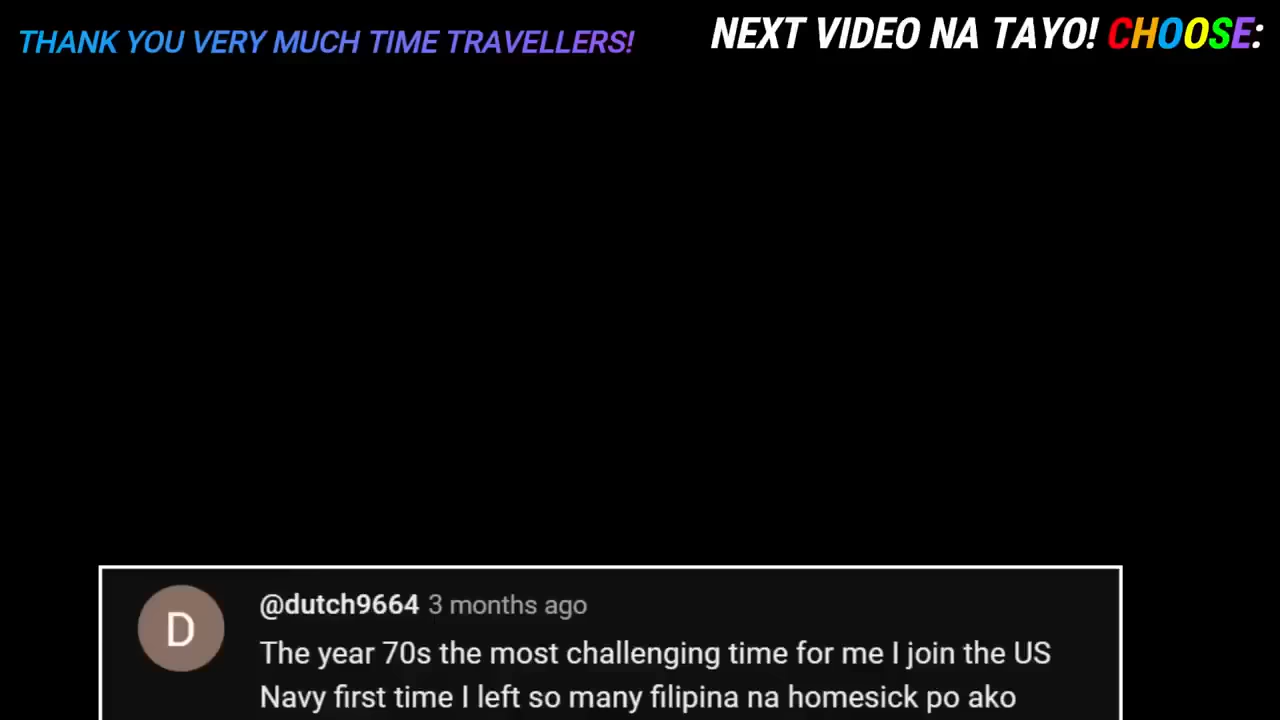 THANK YOU VERY MUCH TIME TRAVELLERS!
NEXT VIDEO NA TAYO! CHOOSE:
D
@dutch9664 3 months ago
The year 70s the most challenging time for me I join the US
Navy first time I left so many filipina na homesick po ako